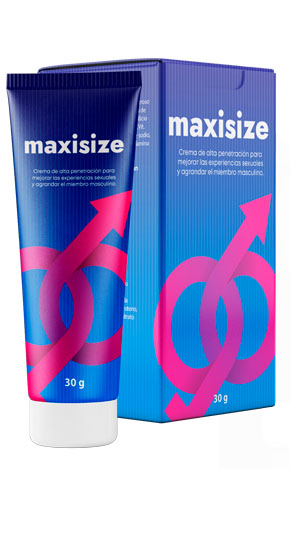 maxisize
Crema de alta penetración para
mejorar las experiencias sexuales
y agrandar el miembro masculino.
30 g
maxisize
Crema de alta penetración para
mejorar las experiencias sexuales
y agrandar el miembro masculino.
30 g